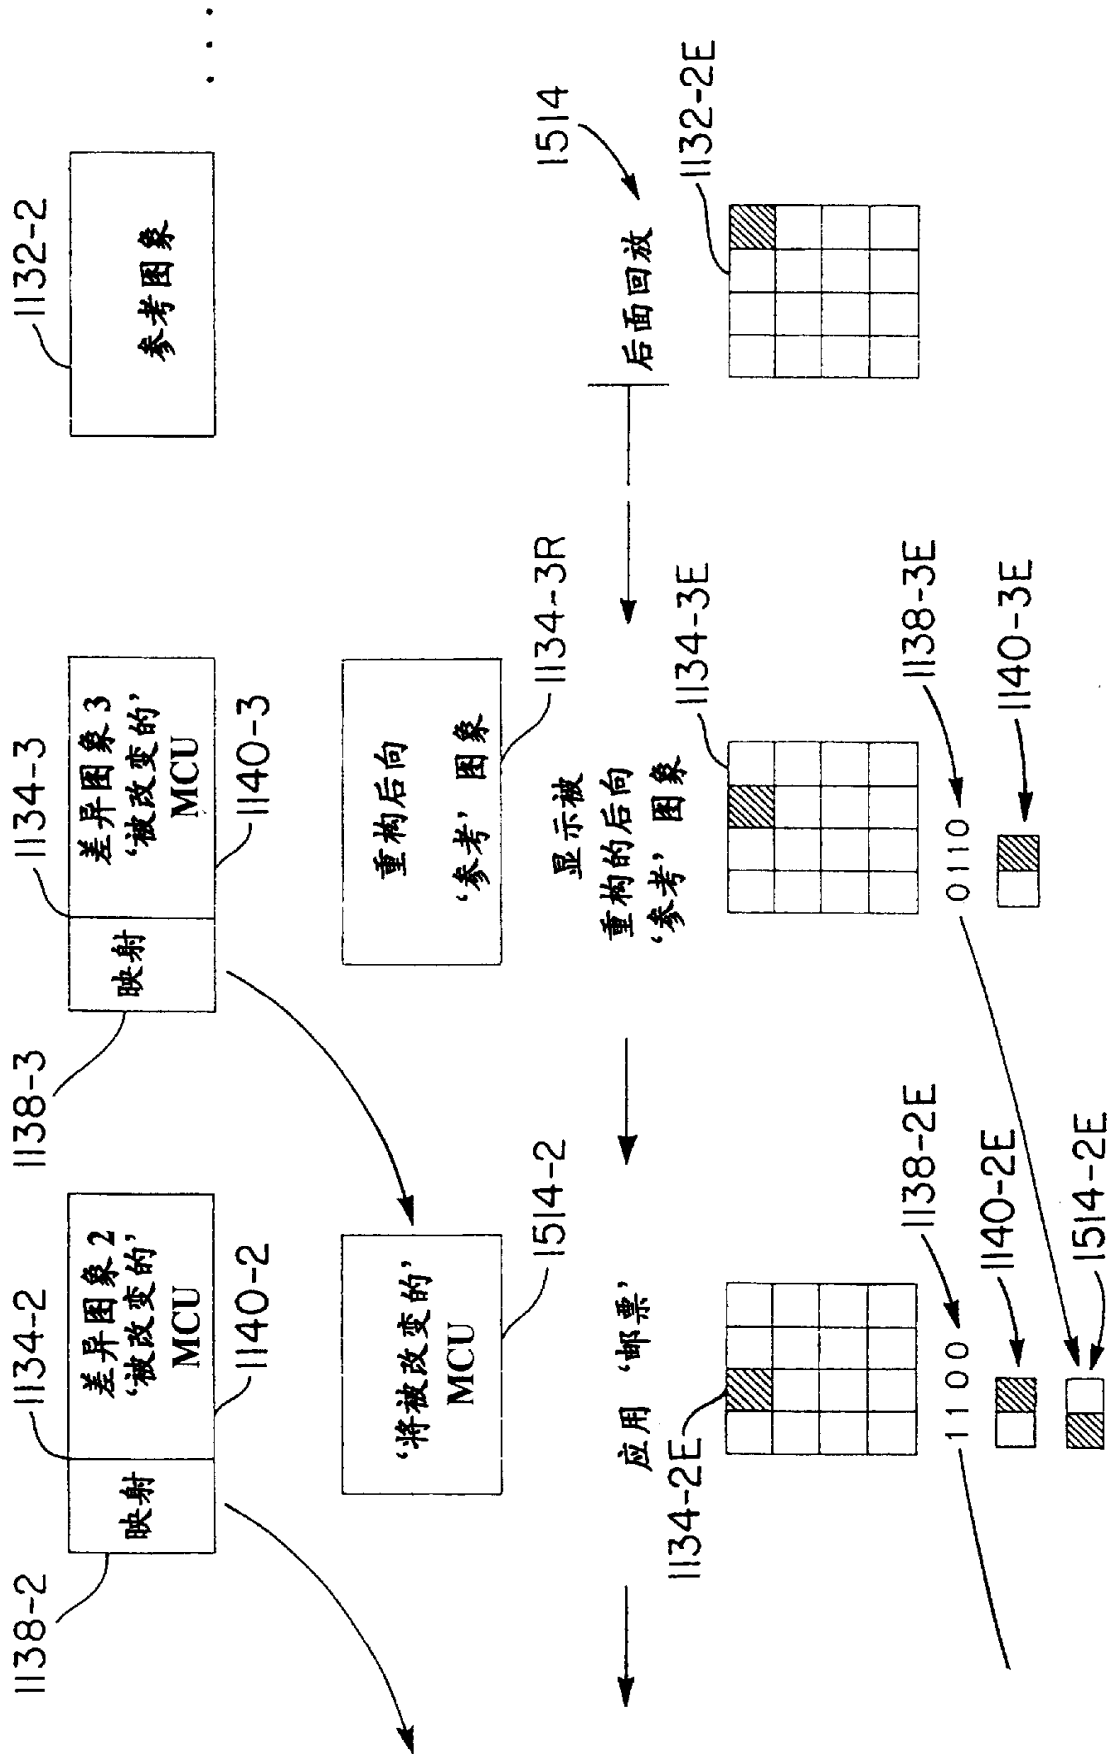 1138-2
1134-2
1138-3
1134-3
1132-2
映射
差异图象2
‘被改变的’
MCU
映射
差异图象3
‘被改变的’
MCU
参考图象
. . .
1140-2
1140-3
‘将被改变的’
MCU
重构后向
‘参考’ 图象
1514-2
1134-3R
1514
应用 ‘邮票’
显示被
重构的后向
‘参考’ 图象
后面回放
1134-2E
1134-3E
1132-2E
1100
1138-2E
0110
1138-3E
1140-2E
1140-3E
1514-2E